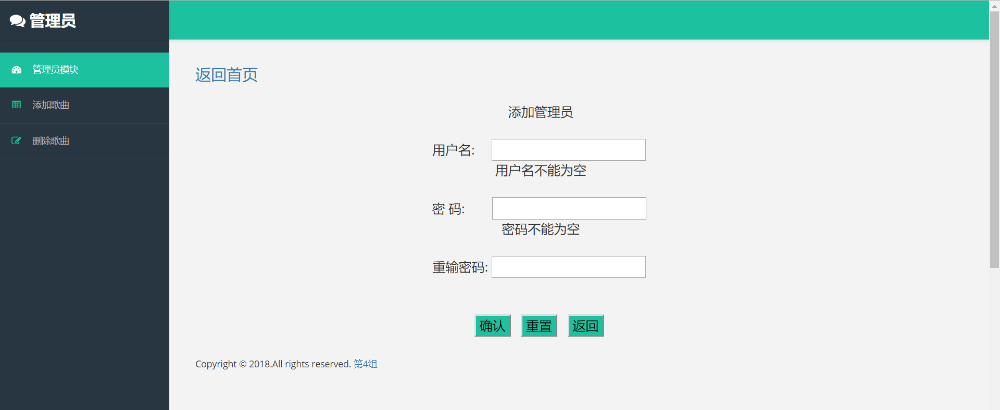 管理员
管理员模块
添加歌曲
删除歌曲
返回首页
添加管理员
用户名:
用户名不能为空
密 码:
密码不能为空
重输密码:
确认 重置 返回
Copyright © 2018.All rights reserved. 第4组